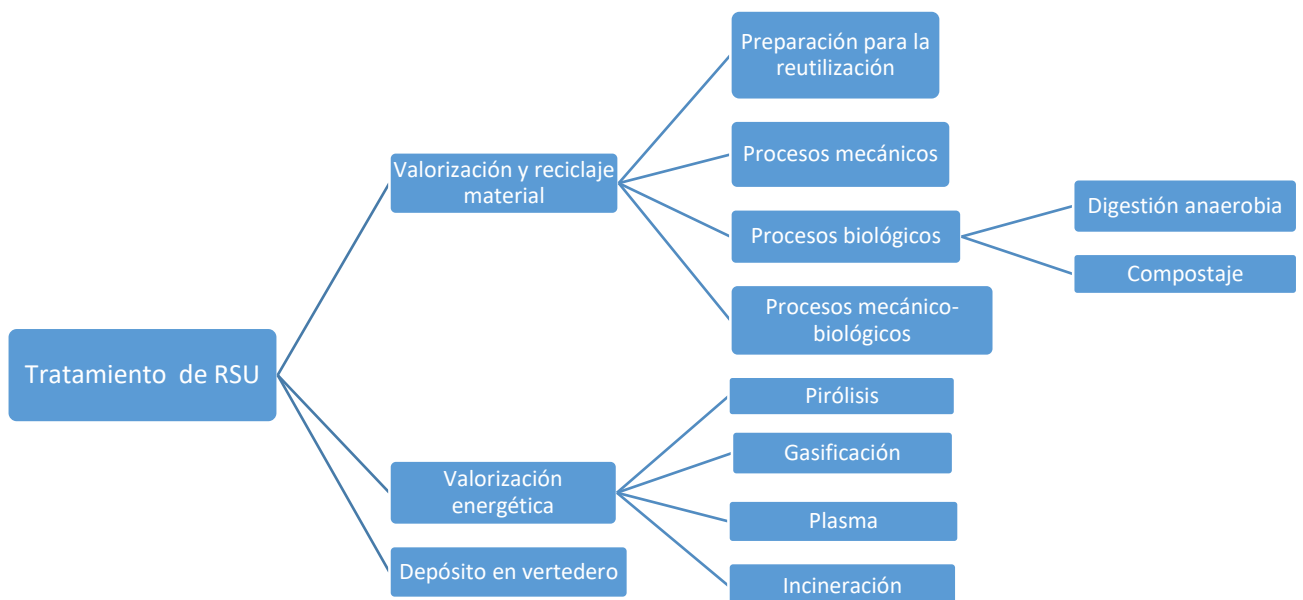 Preparación para la
reutilización
Valorización y reciclaje
material
Procesos mecánicos
Digestión anaerobia
Procesos biológicos
Compostaje
Procesos mecánico-
biológicos
Tratamiento de RSU
Pirólisis
Gasificación
Valorización
energética
Plasma
Depósito en vertedero
Incineración